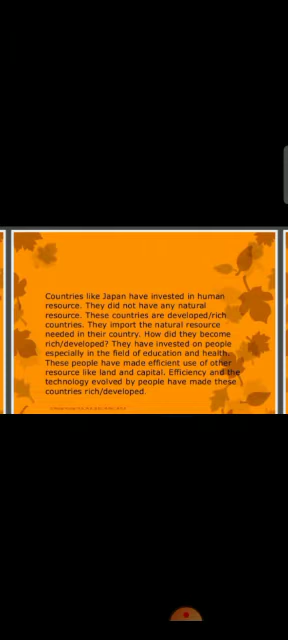 Countries like Japan have invested in human
resource. They did not have any natural
resource. These countries are developed/rich
countries. They import the natural resource
needed in their country. How did they become
rich/developed? They have invested on people
especially in the field of education and health.
These people have made efficient use of other
resource like land and capital. Efficiency and the
technology evolved by people have made these
countries rich/developed.